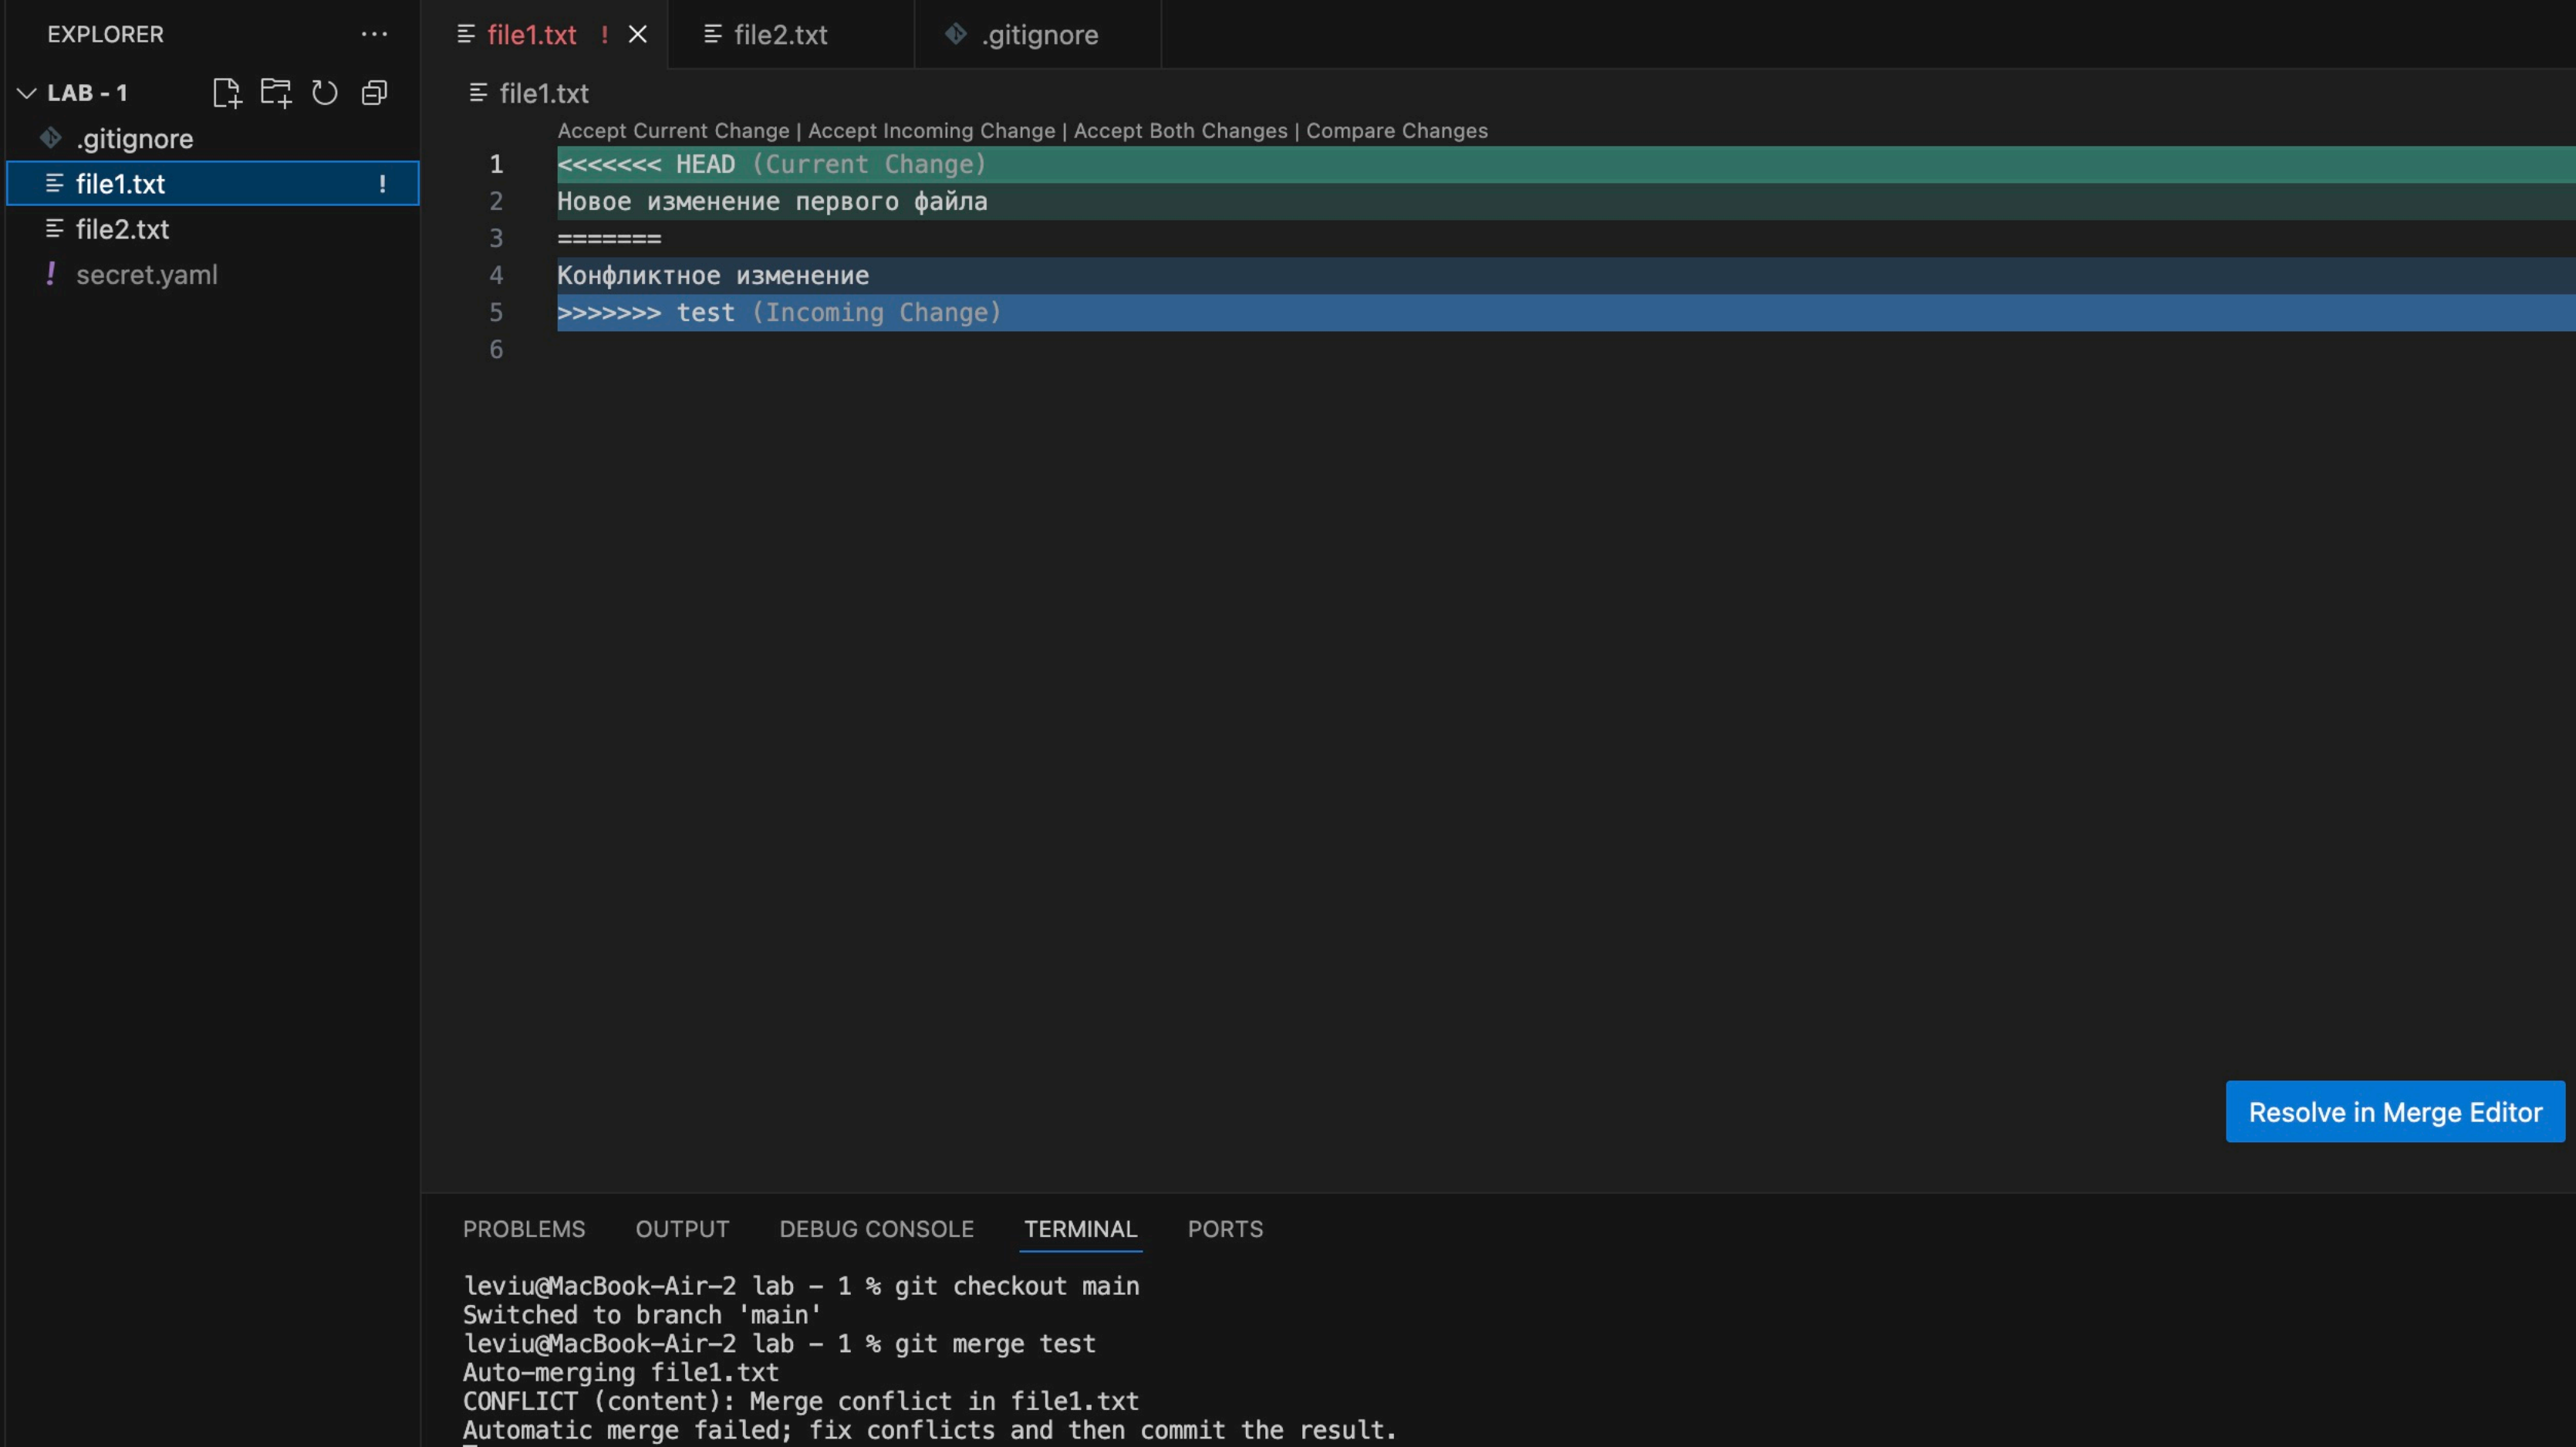 EXPLORER
LAB - 1
.gitignore
file1.txt !
file2.txt
! secret.yaml
file1.txt ! file2.txt .gitignore
file1.txt
Accept Current Change | Accept Incoming Change | Accept Both Changes | Compare Changes
1 <<<<<<< HEAD (Current Change)
2 Новое изменение первого файла
3 =======
4 Конфликтное изменение
5 >>>>>>> test (Incoming Change)
6
Resolve in Merge Editor
PROBLEMS OUTPUT DEBUG CONSOLE TERMINAL PORTS
leviu@MacBook-Air-2 lab - 1 % git checkout main
Switched to branch 'main'
leviu@MacBook-Air-2 lab - 1 % git merge test
Auto-merging file1.txt
CONFLICT (content): Merge conflict in file1.txt
Automatic merge failed; fix conflicts and then commit the result.